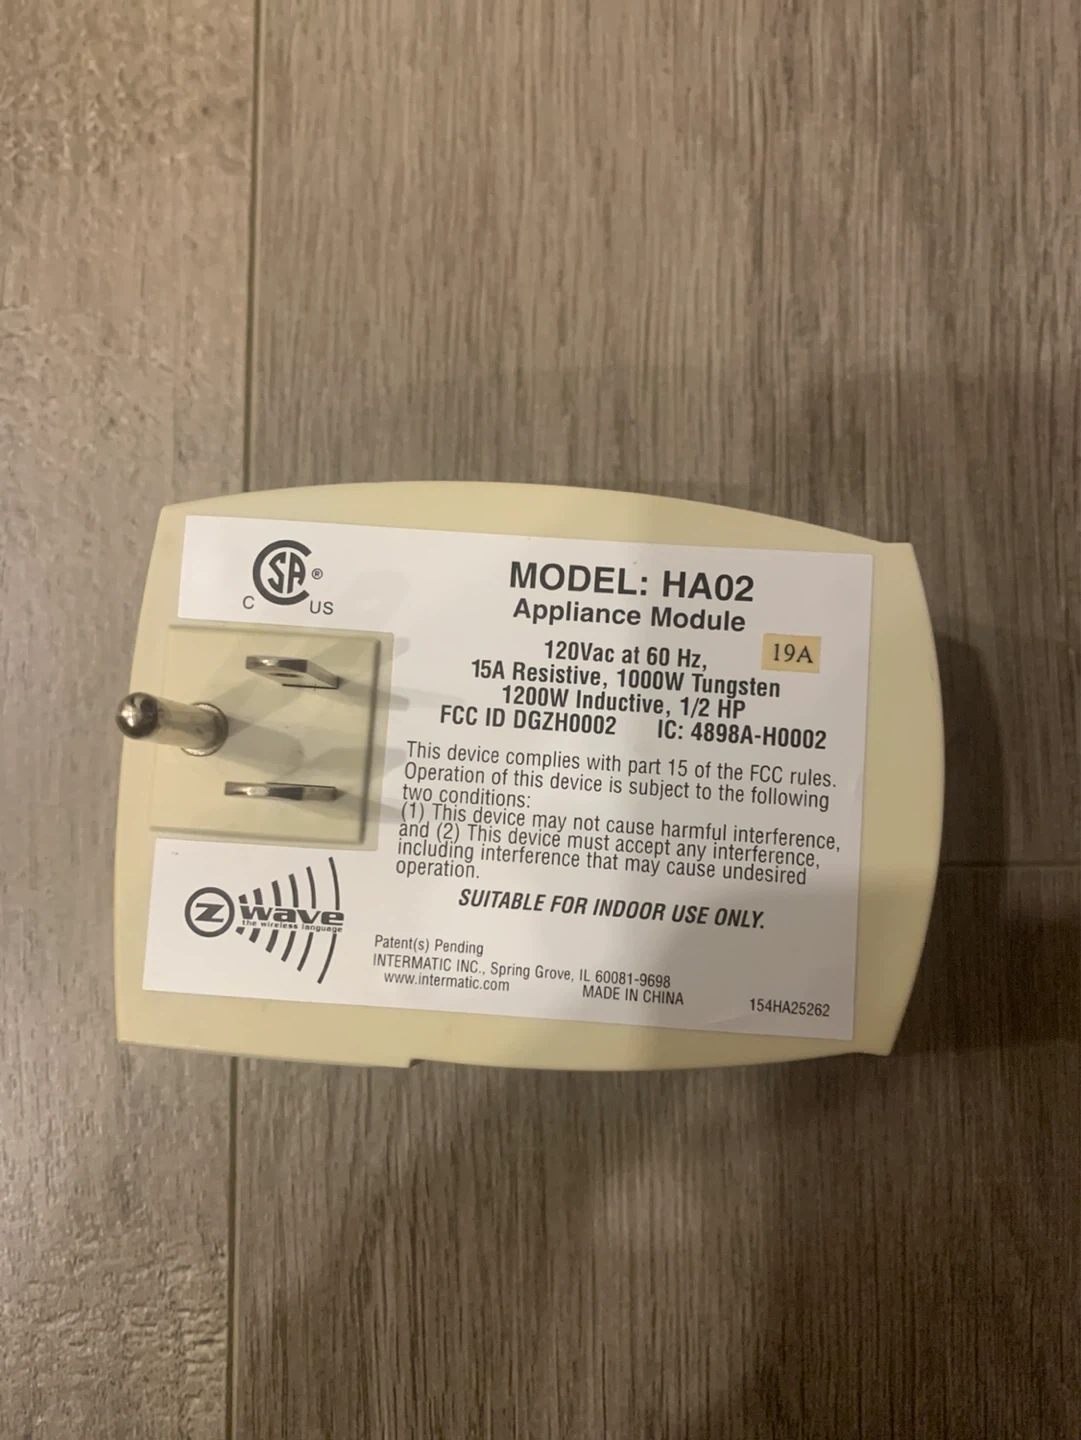 CSA®
C US
MODEL: HA02
Appliance Module
120Vac at 60 Hz,
19A
15A Resistive, 1000W Tungsten
1200W Inductive, 1/2 HP
FCC ID DGZH0002 IC: 4898A-H0002
This device complies with part 15 of the FCC rules.
Operation of this device is subject to the following
two conditions:
(1) This device may not cause harmful interference,
and (2) This device must accept any interference,
including interference that may cause undesired
operation.
SUITABLE FOR INDOOR USE ONLY.
Z wave
the wireless language
Patent(s) Pending
INTERMATIC INC., Spring Grove, IL 60081-9698
www.intermatic.com MADE IN CHINA
154HA25262